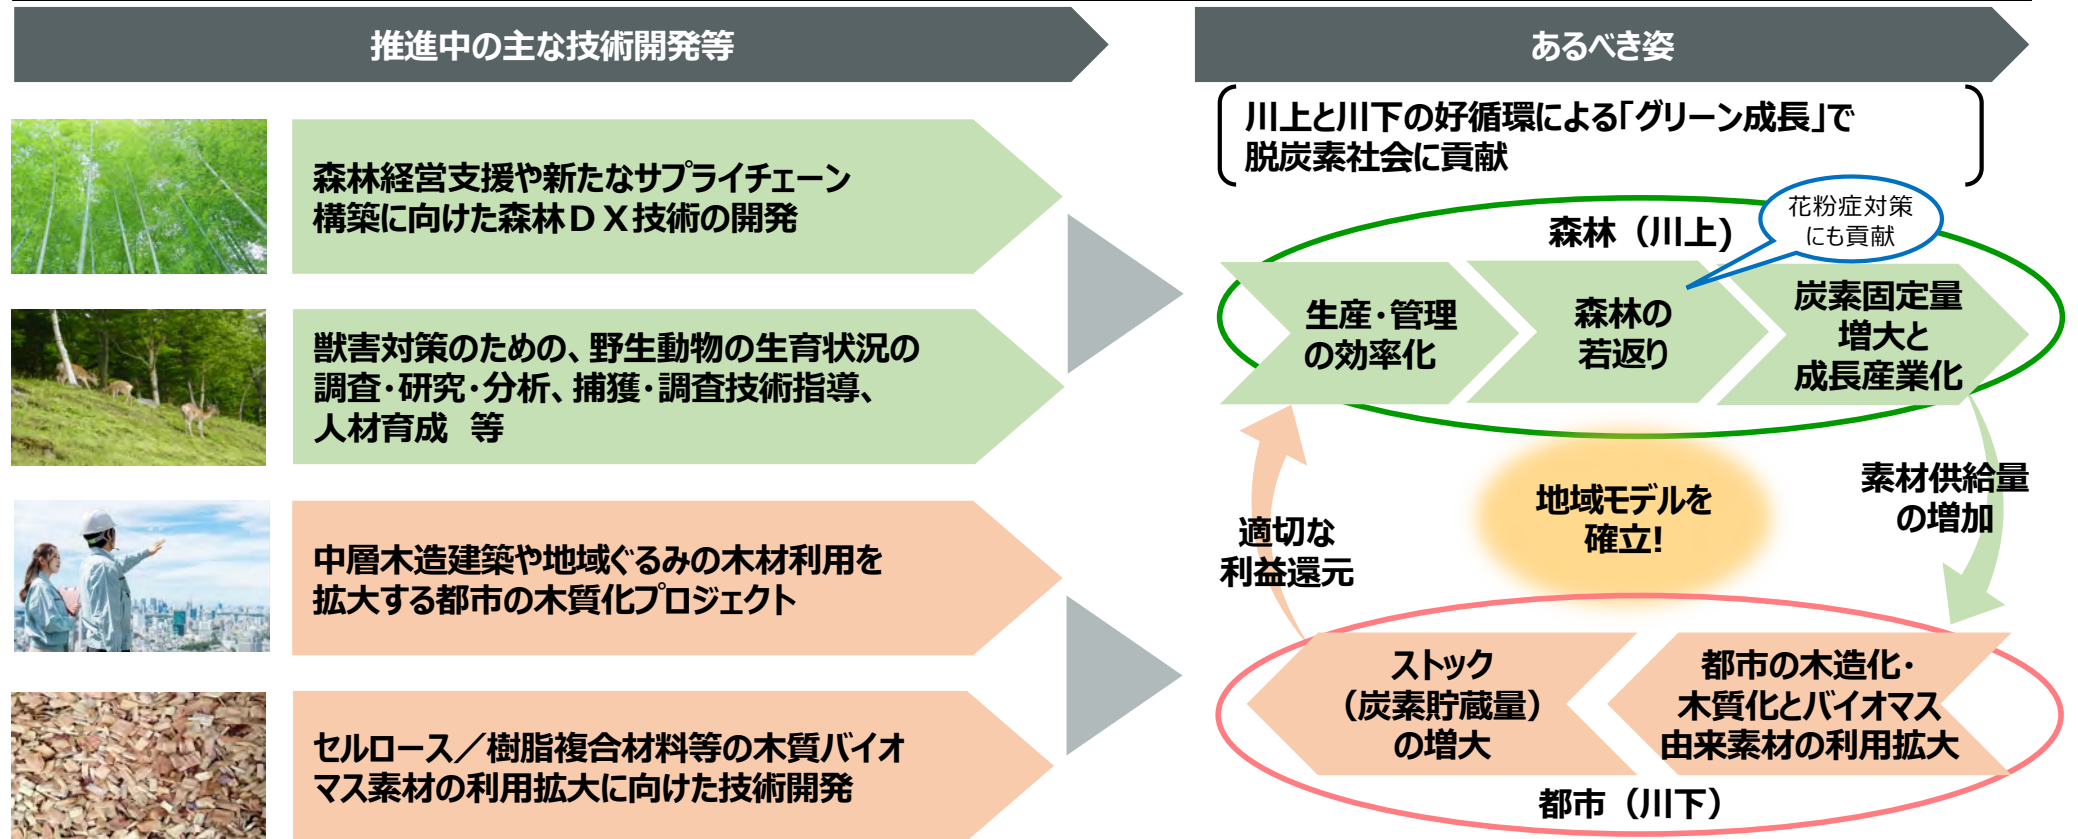 推進中の主な技術開発等
森林経営支援や新たなサプライチェーン
構築に向けた森林ＤＸ技術の開発
獣害対策のための、野生動物の生育状況の
調査・研究・分析、捕獲・調査技術指導、
人材育成　等
中層木造建築や地域ぐるみの木材利用を
拡大する都市の木質化プロジェクト
セルロース／樹脂複合材料等の木質バイオ
マス素材の利用拡大に向けた技術開発
あるべき姿
川上と川下の好循環による「グリーン成長」で
脱炭素社会に貢献
森林（川上)
花粉症対策
にも貢献
生産・管理
の効率化
森林の
若返り
炭素固定量
増大と
成長産業化
適切な
利益還元
地域モデルを
確立!
素材供給量
の増加
ストック
（炭素貯蔵量）
の増大
都市の木造化・
木質化とバイオマス
由来素材の利用拡大
都市（川下）